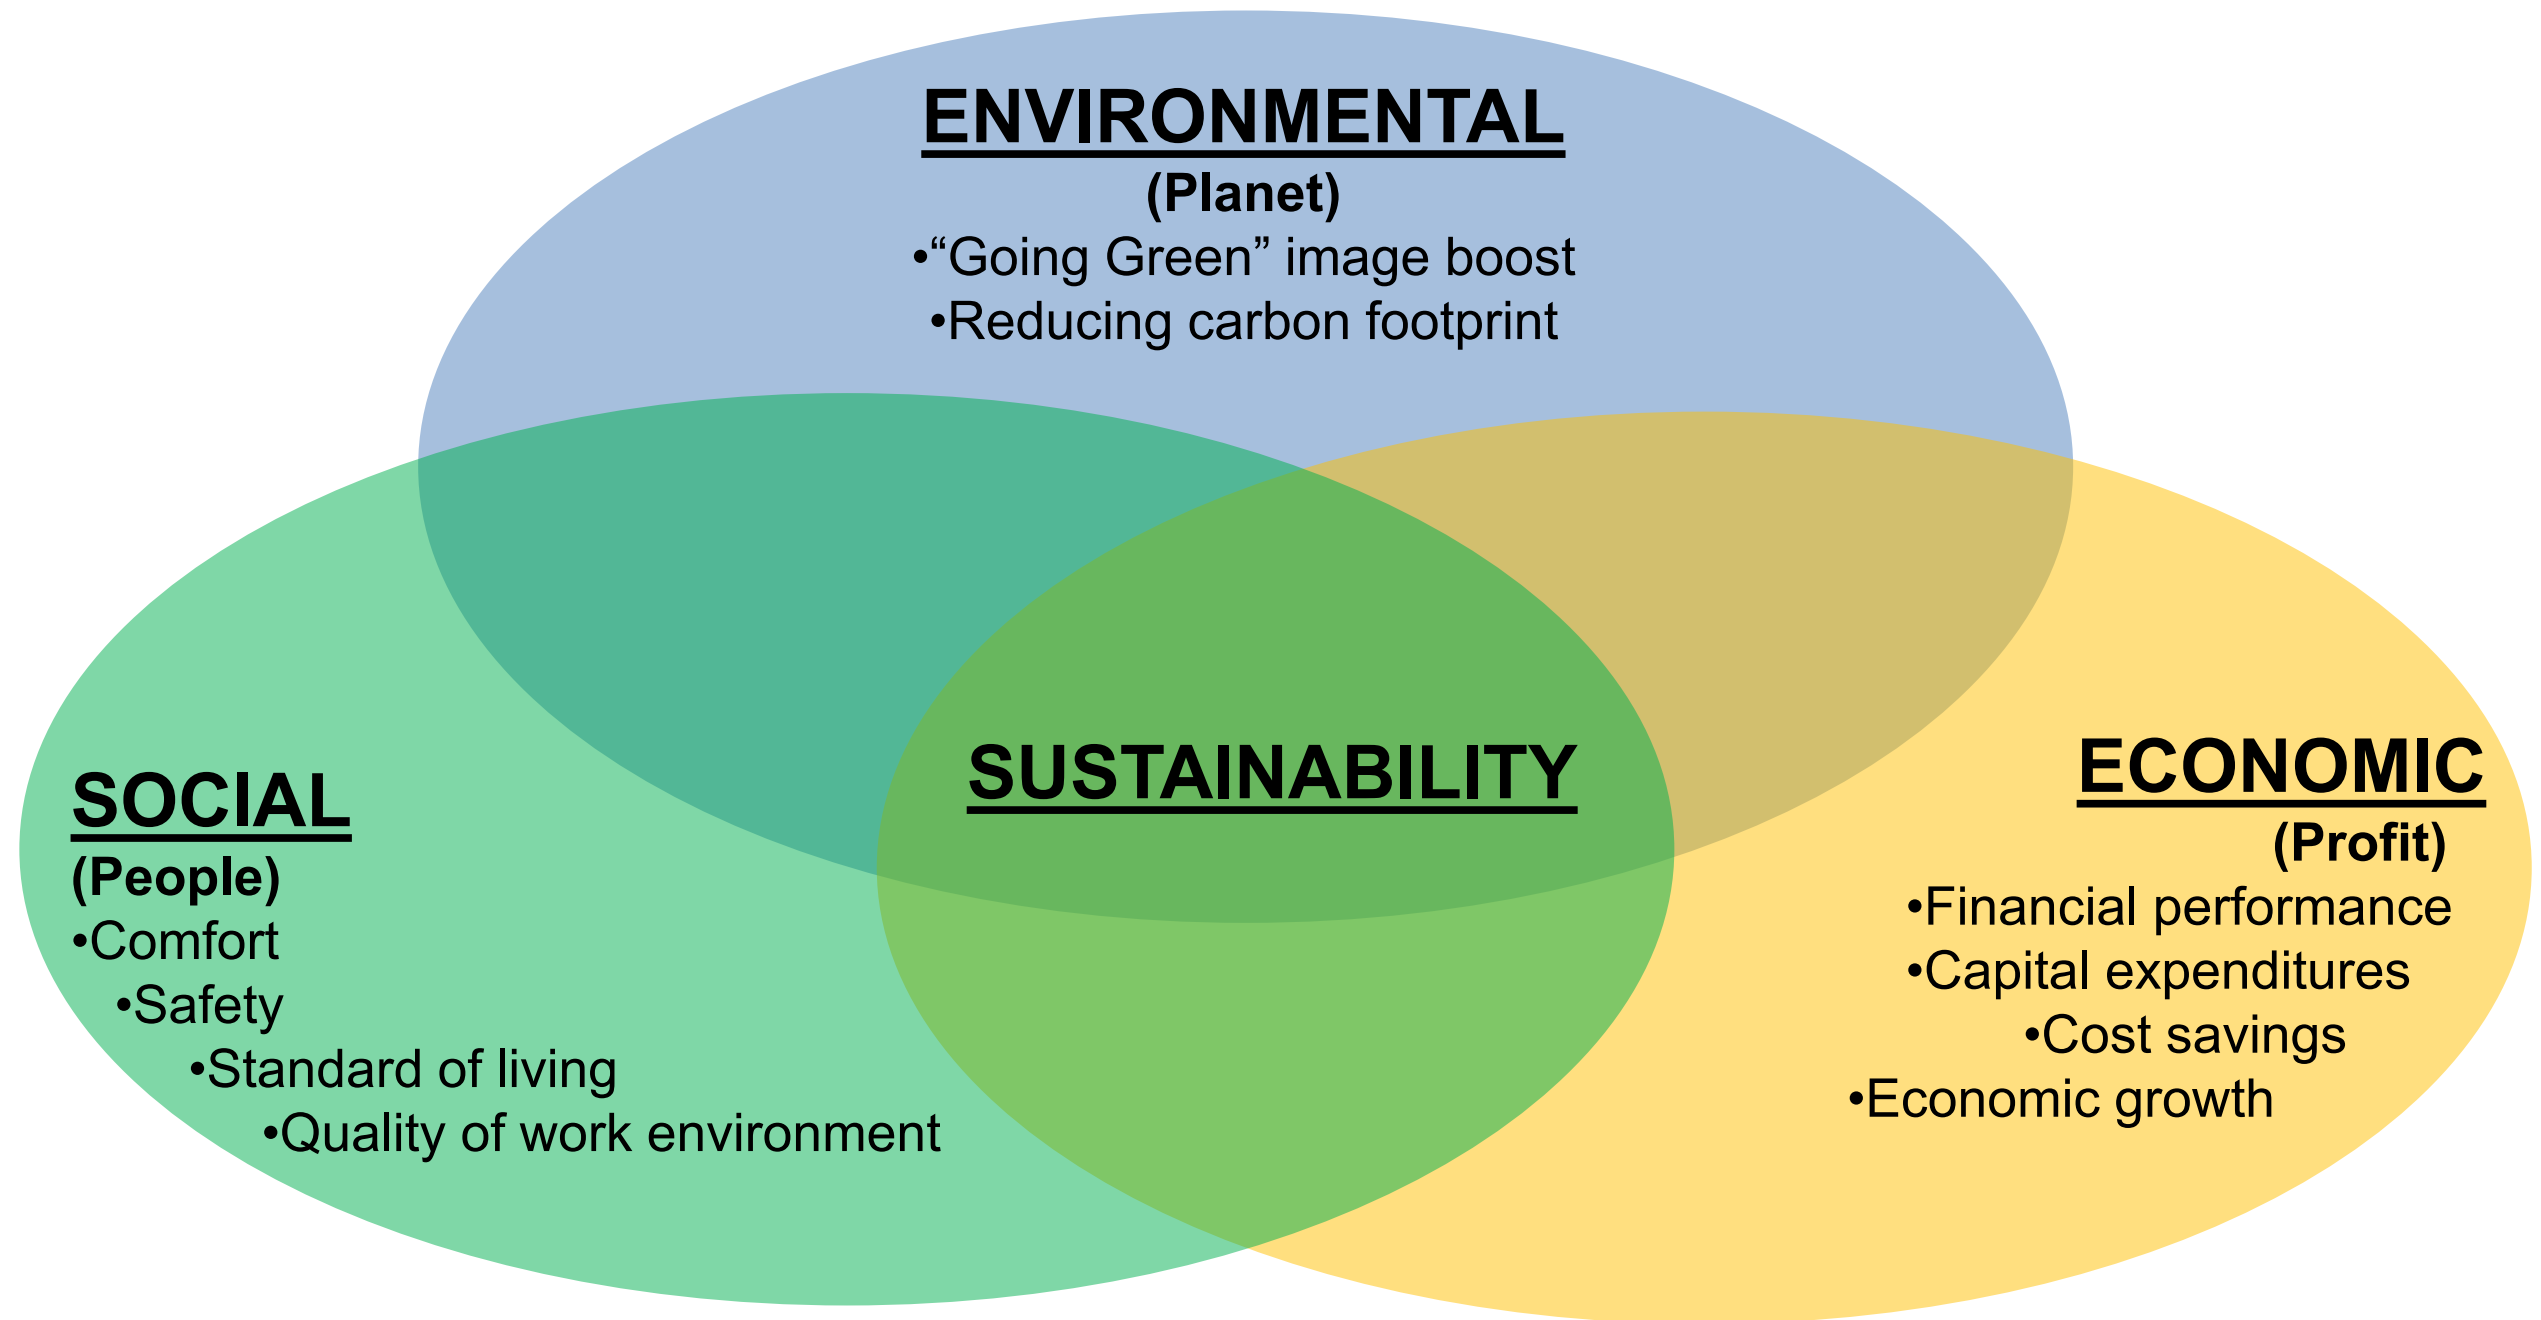 ENVIRONMENTAL
(Planet)
•“Going Green” image boost
•Reducing carbon footprint
SUSTAINABILITY
SOCIAL
(People)
•Comfort
•Safety
•Standard of living
•Quality of work environment
ECONOMIC
(Profit)
•Financial performance
•Capital expenditures
•Cost savings
•Economic growth